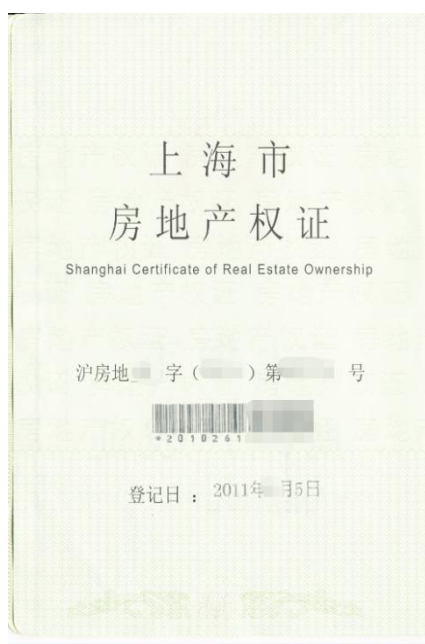 上海市
房地产权证
Shanghai Certificate of Real Estate Ownership
沪房地 字（ ）第 号
*2010261
登记日： 2011年 月5日